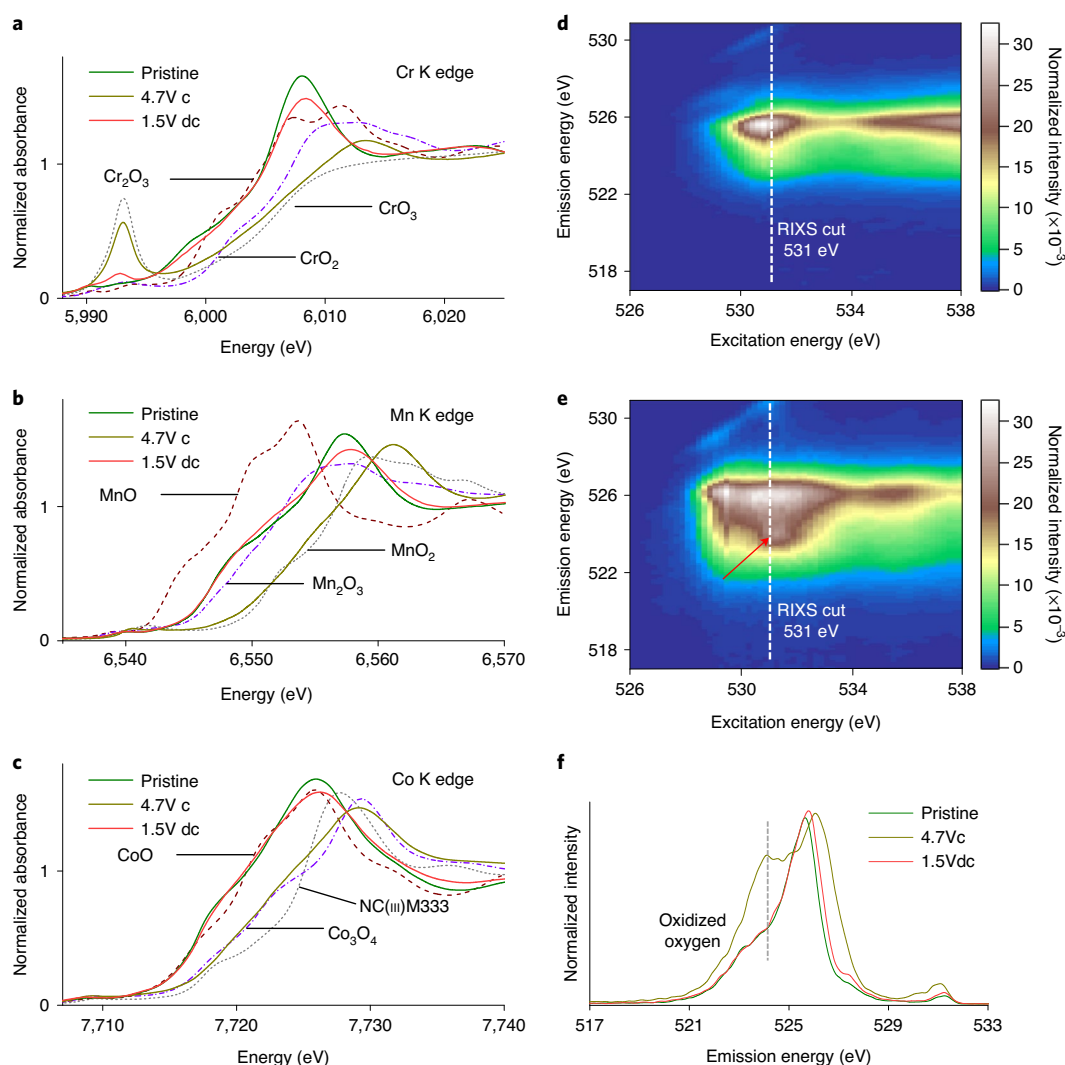 a
Pristine
4.7V c
1.5V dc
Cr K edge
Cr₂O₃
CrO₃
CrO₂
Normalized absorbance
1
0
5,990 6,000 6,010 6,020
Energy (eV)
b
Pristine
4.7V c
1.5V dc
Mn K edge
MnO
MnO₂
Mn₂O₃
Normalized absorbance
1
0
6,540 6,550 6,560 6,570
Energy (eV)
c
Pristine
4.7V c
1.5V dc
Co K edge
CoO
NC(III)M333
Co₃O₄
Normalized absorbance
1
0
7,710 7,720 7,730 7,740
Energy (eV)
d
Emission energy (eV)
530
526
522
518
RIXS cut
531 eV
526 530 534 538
Excitation energy (eV)
30
25
20
15
10
5
0
Normalized intensity (×10⁻³)
e
Emission energy (eV)
530
526
522
518
RIXS cut
531 eV
526 530 534 538
Excitation energy (eV)
30
25
20
15
10
5
0
Normalized intensity (×10⁻³)
f
Pristine
4.7Vc
1.5Vdc
Oxidized
oxygen
Normalized intensity
517 521 525 529 533
Emission energy (eV)